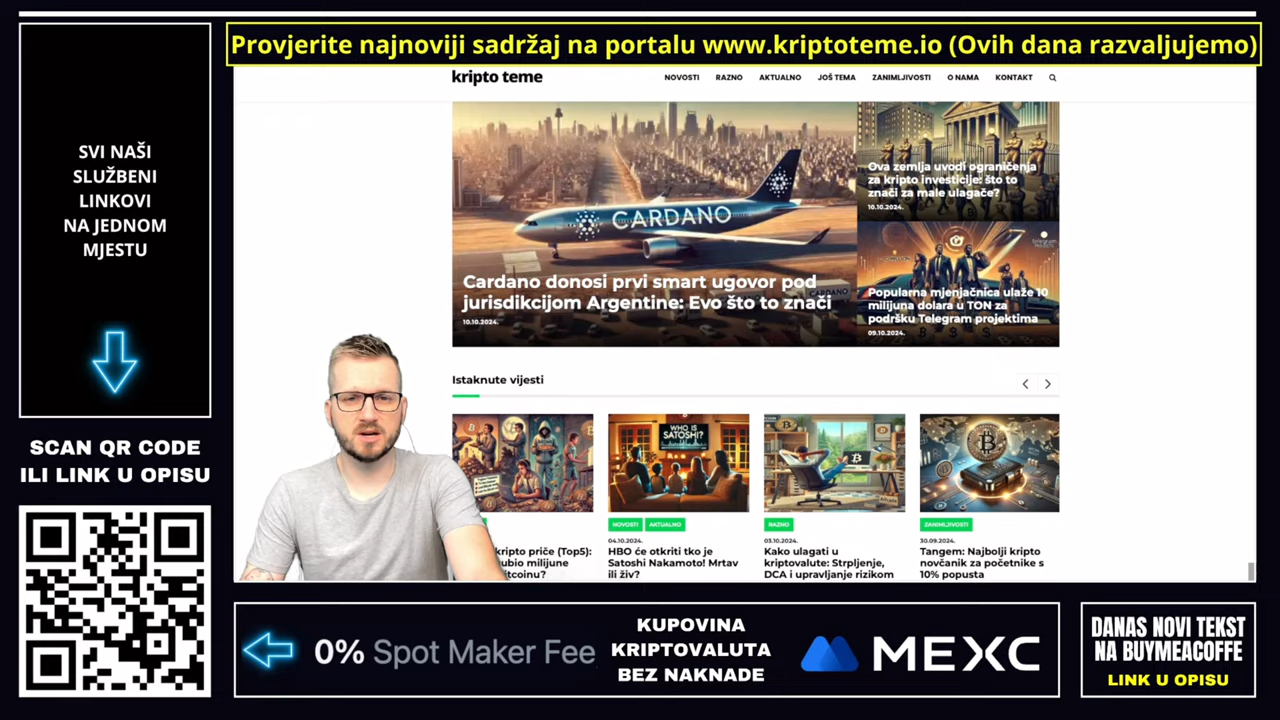 Provjerite najnoviji sadržaj na portalu www.kriptoteme.io (Ovih dana razvaljujemo)
SVI NAŠI
SLUŽBENI
LINKOVI
NA JEDNOM
MJESTU
SCAN QR CODE
ILI LINK U OPISU
kripto teme
NOVOSTI RAZNO AKTUALNO JOŠ TEMA ZANIMLJIVOSTI O NAMA KONTAKT
CARDANO
Cardano donosi prvi smart ugovor pod
jurisdikcijom Argentine: Evo što to znači
10.10.2024.
Ova zemlja uvodi ograničenja
za kripto investicije: što to
znači za male ulagače?
10.10.2024.
Popularna mjenjačnica ulaže 10
milijuna dolara u TON za
podršku Telegram projektima
09.10.2024.
Istaknute vijesti
kripto priče (Top5):
ubio milijune
itcoinu?
WHO IS
SATOSHI?
NOVOSTI AKTUALNO
04.10.2024.
HBO će otkriti tko je
Satoshi Nakamoto! Mrtav
ili živ?
RAZNO
03.10.2024.
Kako ulagati u
kriptovalute: Strpljenje,
DCA i upravljanje rizikom
ZANIMLJIVOSTI
30.09.2024.
Tangem: Najbolji kripto
novčanik za početnike s
10% popusta
0% Spot Maker Fee
KUPOVINA
KRIPTOVALUTA
BEZ NAKNADE
MEXC
DANAS NOVI TEKST
NA BUYMEACOFFE
LINK U OPISU